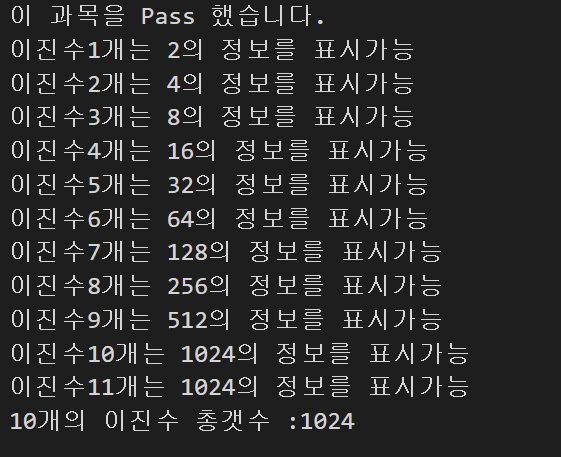 이 과목을 Pass 했습니다.
이진수1개는 2의 정보를 표시가능
이진수2개는 4의 정보를 표시가능
이진수3개는 8의 정보를 표시가능
이진수4개는 16의 정보를 표시가능
이진수5개는 32의 정보를 표시가능
이진수6개는 64의 정보를 표시가능
이진수7개는 128의 정보를 표시가능
이진수8개는 256의 정보를 표시가능
이진수9개는 512의 정보를 표시가능
이진수10개는 1024의 정보를 표시가능
이진수11개는 1024의 정보를 표시가능
10개의 이진수 총갯수 :1024